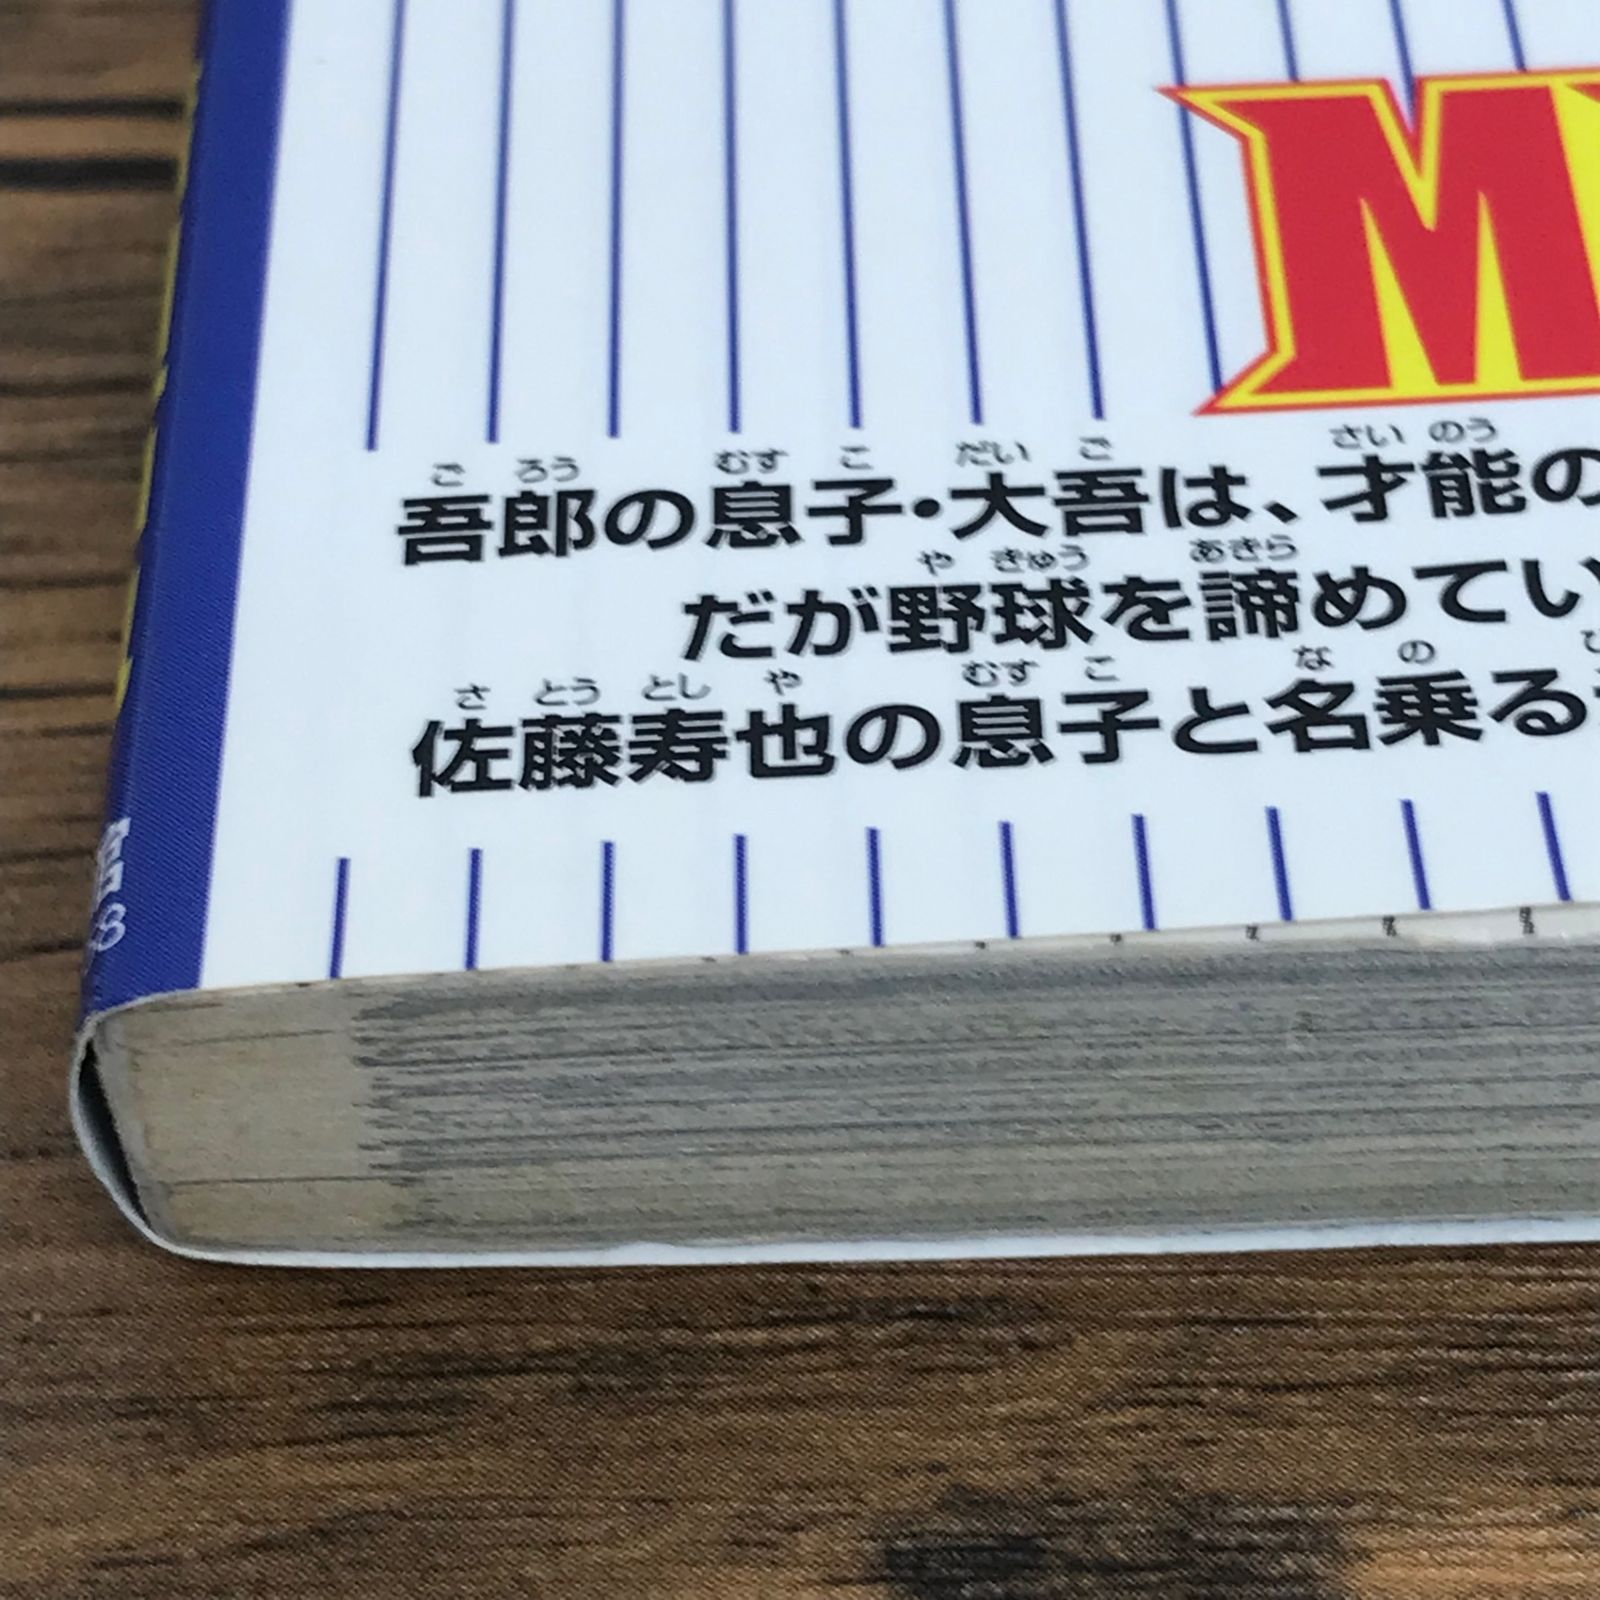 M
吾郎の息子・大吾は、才能の
だが野球を諦めてい
佐藤寿也の息子と名乗る
8